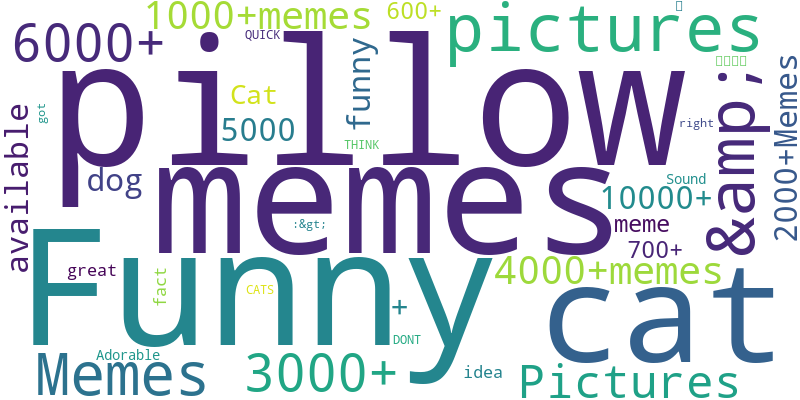 1000+memes
600+
pictures
6000+
QUICK
pillow
funny
Cat
5000
THINK
got
available
right
&amp;
2000+Memes
dog
memes
Sound
10000+
meme
:&gt;
700+
Funny
great
fact
CATS
4000+memes
cat
+
DONT
Memes
Adorable
3000+
idea
Pictures